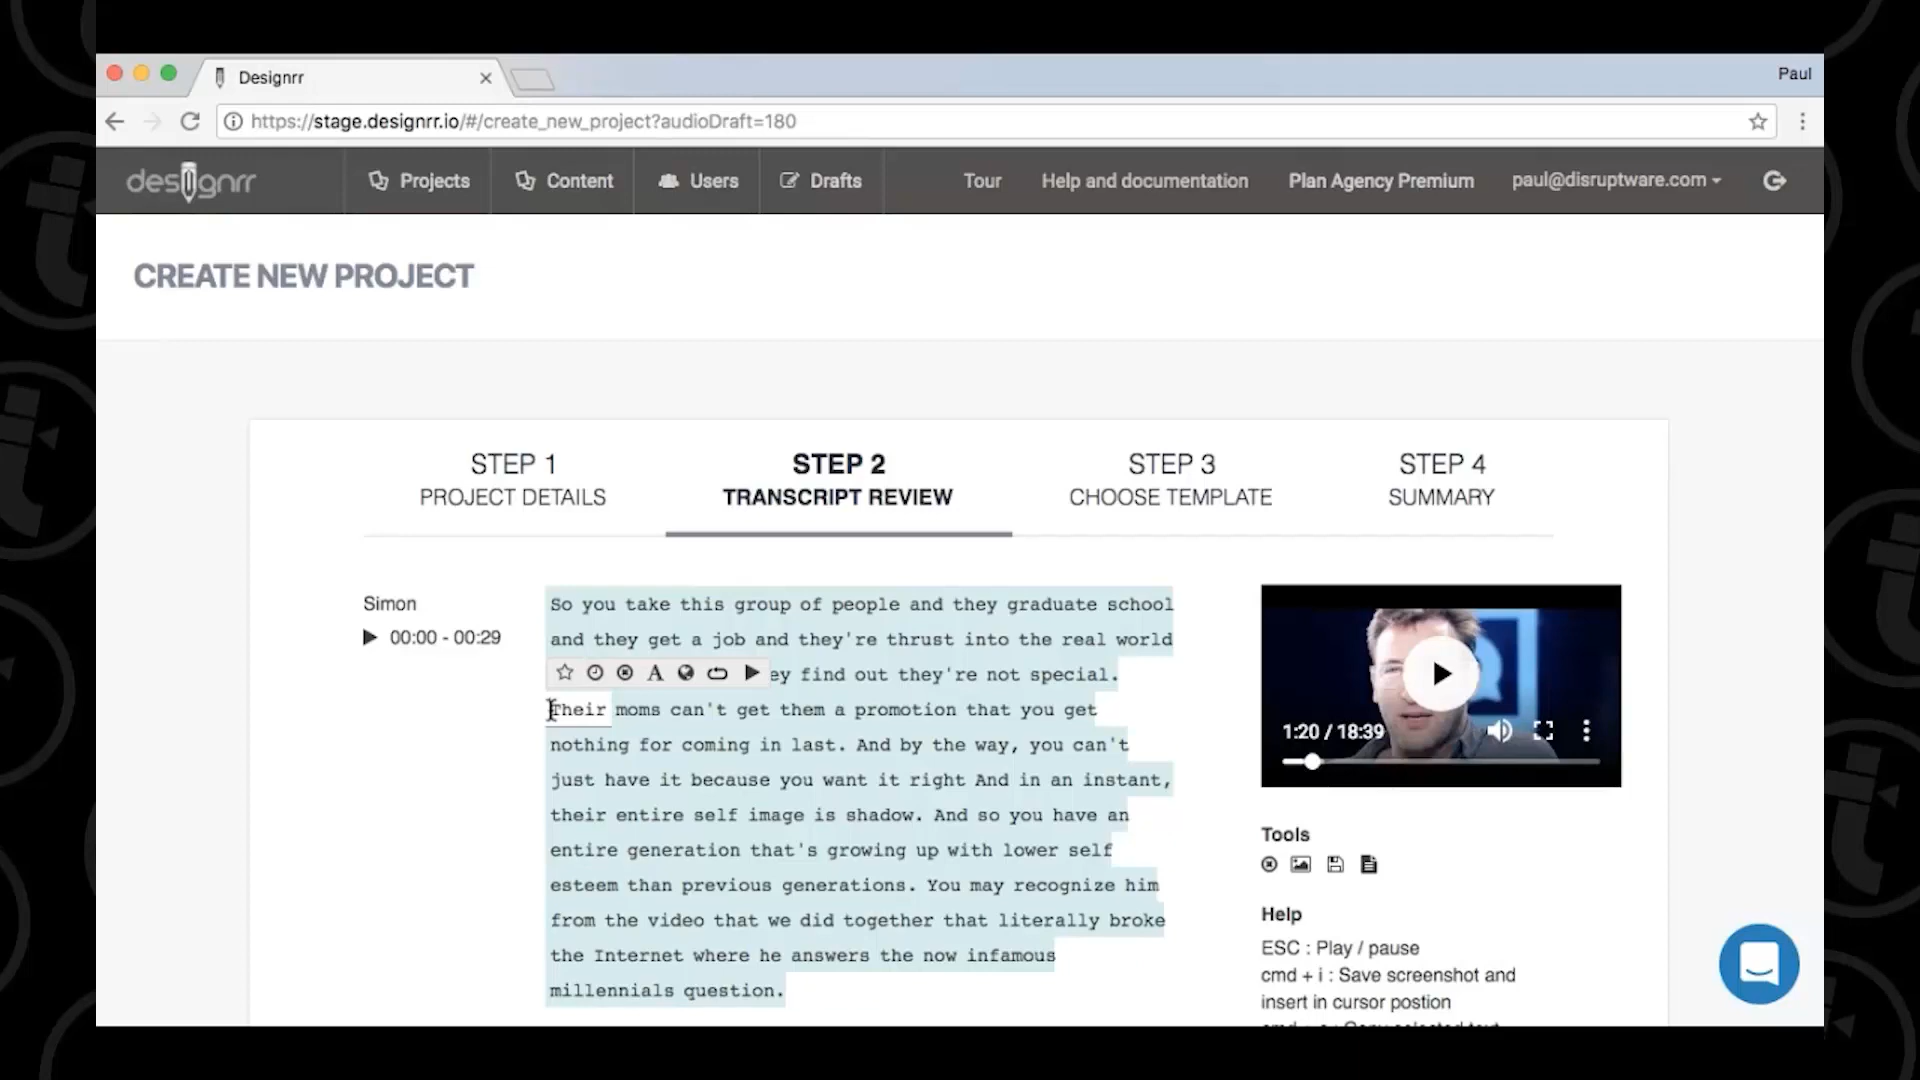 Designrr
Paul
https://stage.designrr.io/#/create_new_project?audioDraft=180
designrr
Projects
Content
Users
Drafts
Tour
Help and documentation
Plan Agency Premium
paul@disruptware.com
CREATE NEW PROJECT
STEP 1
PROJECT DETAILS
STEP 2
TRANSCRIPT REVIEW
STEP 3
CHOOSE TEMPLATE
STEP 4
SUMMARY
Simon
00:00 - 00:29
So you take this group of people and they graduate school
and they get a job and they're thrust into the real world
ey find out they're not special.
Their moms can't get them a promotion that you get
nothing for coming in last. And by the way, you can't
just have it because you want it right And in an instant,
their entire self image is shadow. And so you have an
entire generation that's growing up with lower self
esteem than previous generations. You may recognize him
from the video that we did together that literally broke
the Internet where he answers the now infamous
millennials question.
1:20 / 18:39
Tools
Help
ESC : Play / pause
cmd + i : Save screenshot and
insert in cursor postion